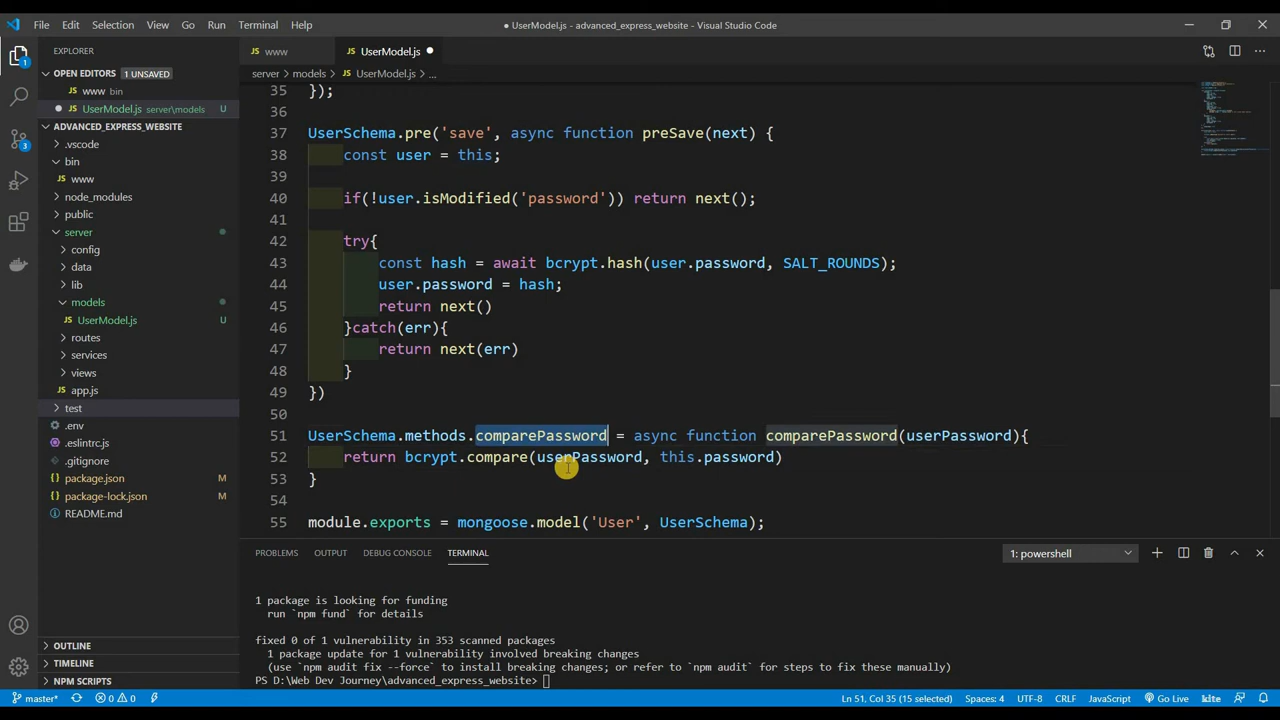 File Edit Selection View Go Run Terminal Help
● UserModel.js - advanced_express_website - Visual Studio Code
EXPLORER
OPEN EDITORS 1 UNSAVED
www bin
UserModel.js server\models U
ADVANCED_EXPRESS_WEBSITE
.vscode
bin
www
node_modules
public
server
config
data
lib
models
UserModel.js U
routes
services
views
app.js
test
.env
.eslintrc.js
.gitignore
package.json M
package-lock.json M
README.md
OUTLINE
TIMELINE
NPM SCRIPTS
1
3
www UserModel.js ●
server > models > UserModel.js > ...
35 });
36
37 UserSchema.pre('save', async function preSave(next) {
38 const user = this;
39
40 if(!user.isModified('password')) return next();
41
42 try{
43 const hash = await bcrypt.hash(user.password, SALT_ROUNDS);
44 user.password = hash;
45 return next()
46 }catch(err){
47 return next(err)
48 }
49 })
50
51 UserSchema.methods.comparePassword = async function comparePassword(userPassword){
52 return bcrypt.compare(userPassword, this.password)
53 }
54
55 module.exports = mongoose.model('User', UserSchema);
PROBLEMS OUTPUT DEBUG CONSOLE TERMINAL 1: powershell
1 package is looking for funding
run `npm fund` for details
fixed 0 of 1 vulnerability in 353 scanned packages
1 package update for 1 vulnerability involved breaking changes
(use `npm audit fix --force` to install breaking changes; or refer to `npm audit` for steps to fix these manually)
PS D:\Web Dev Journey\advanced_express_website>
master* 0 0 Ln 51, Col 35 (15 selected) Spaces: 4 UTF-8 CRLF JavaScript Go Live kite